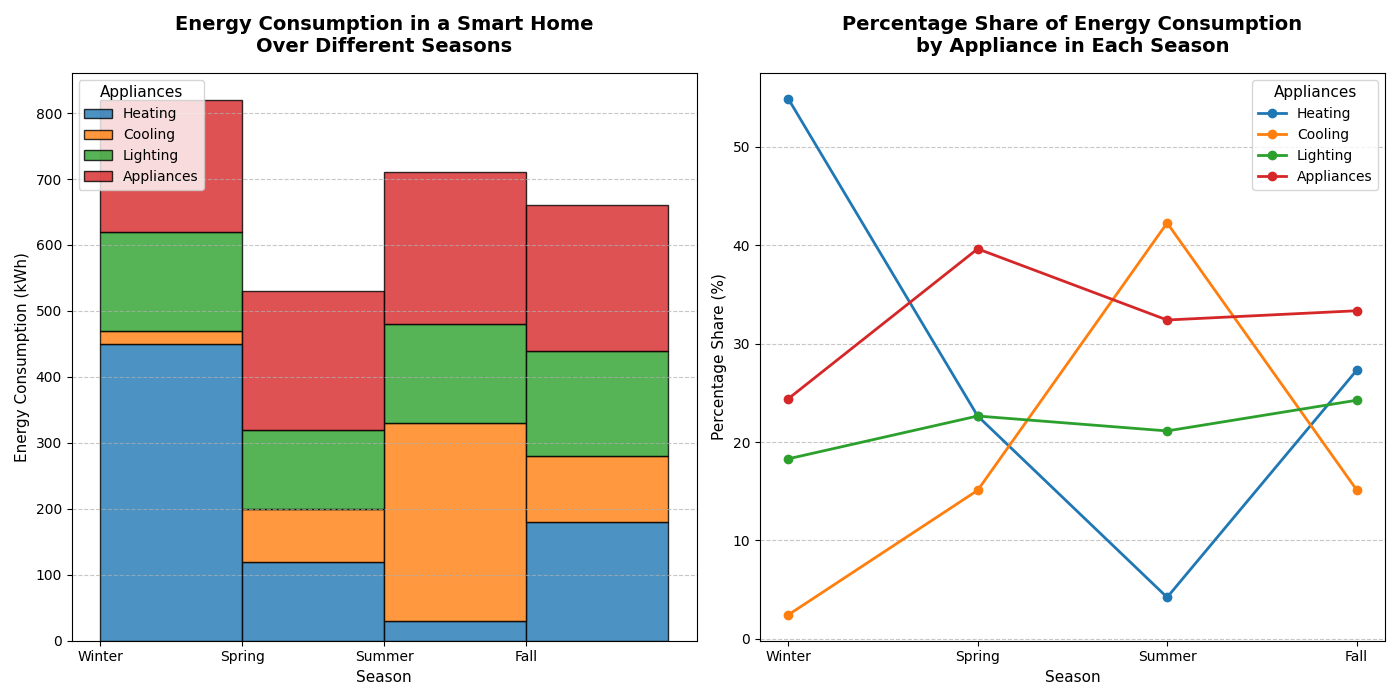 Energy Consumption in a Smart Home
Over Different Seasons
Energy Consumption (kWh)
800
700
600
500
400
300
200
100
0
Appliances
Heating
Cooling
Lighting
Appliances
Winter
Spring
Summer
Fall
Season
Percentage Share of Energy Consumption
by Appliance in Each Season
Percentage Share (%)
50
40
30
20
10
0
Appliances
Heating
Cooling
Lighting
Appliances
Winter
Spring
Summer
Fall
Season